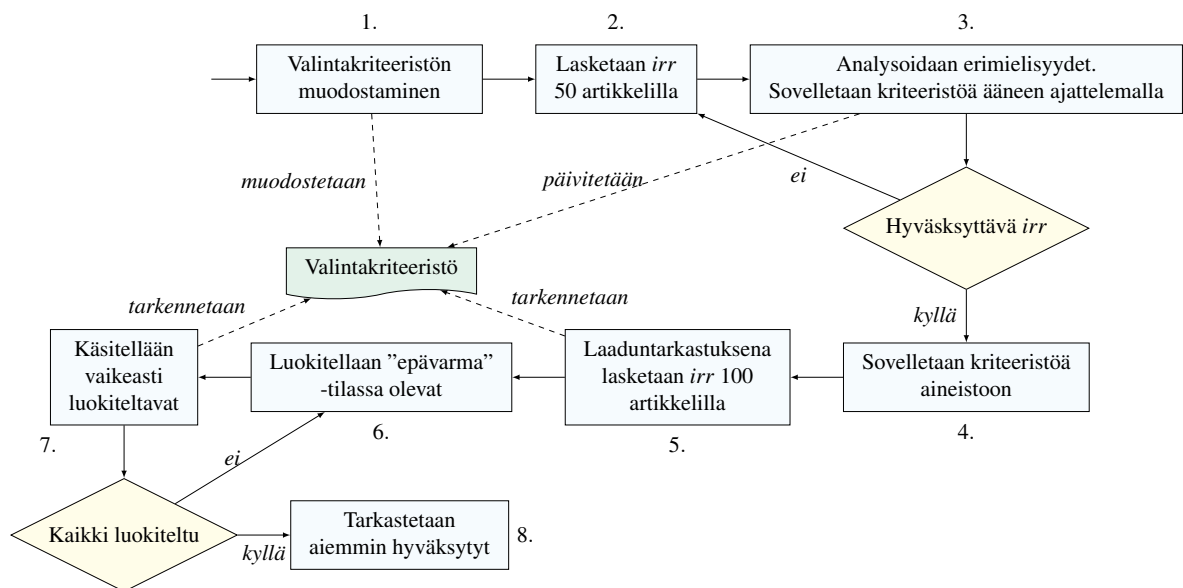 1.
2.
3.
Valintakriteeristön
muodostaminen
Lasketaan irr
50 artikkelilla
Analysoidaan erimielisyydet.
Sovelletaan kriteeristöä ääneen ajattelemalla
muodostetaan
päivitetään
ei
Hyväsksyttävä irr
Valintakriteeristö
tarkennetaan
tarkennetaan
kyllä
Käsitellään
vaikeasti
luokiteltavat
Luokitellaan ”epävarma”
-tilassa olevat
Laaduntarkastuksena
lasketaan irr 100
artikkelilla
Sovelletaan kriteeristöä
aineistoon
7.
6.
5.
4.
ei
Kaikki luokiteltu
kyllä
Tarkastetaan
aiemmin hyväksytyt
8.